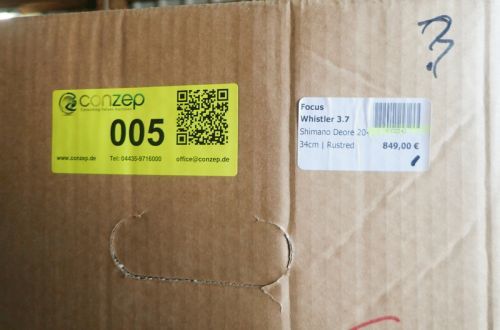 conzep
005
www.conzep.de Tel: 04435-9716000 office@conzep.de
Focus
Whistler 3.7
Shimano Deore 20-
34cm | Rustred 849,00 €
?